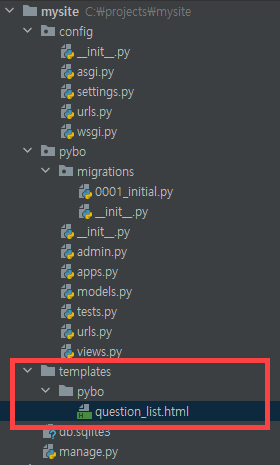 mysite C:₩projects₩mysite
config
__init__.py
asgi.py
settings.py
urls.py
wsgi.py
pybo
migrations
0001_initial.py
__init__.py
__init__.py
admin.py
apps.py
models.py
tests.py
urls.py
views.py
templates
pybo
question_list.html
db.sqlite3
manage.py